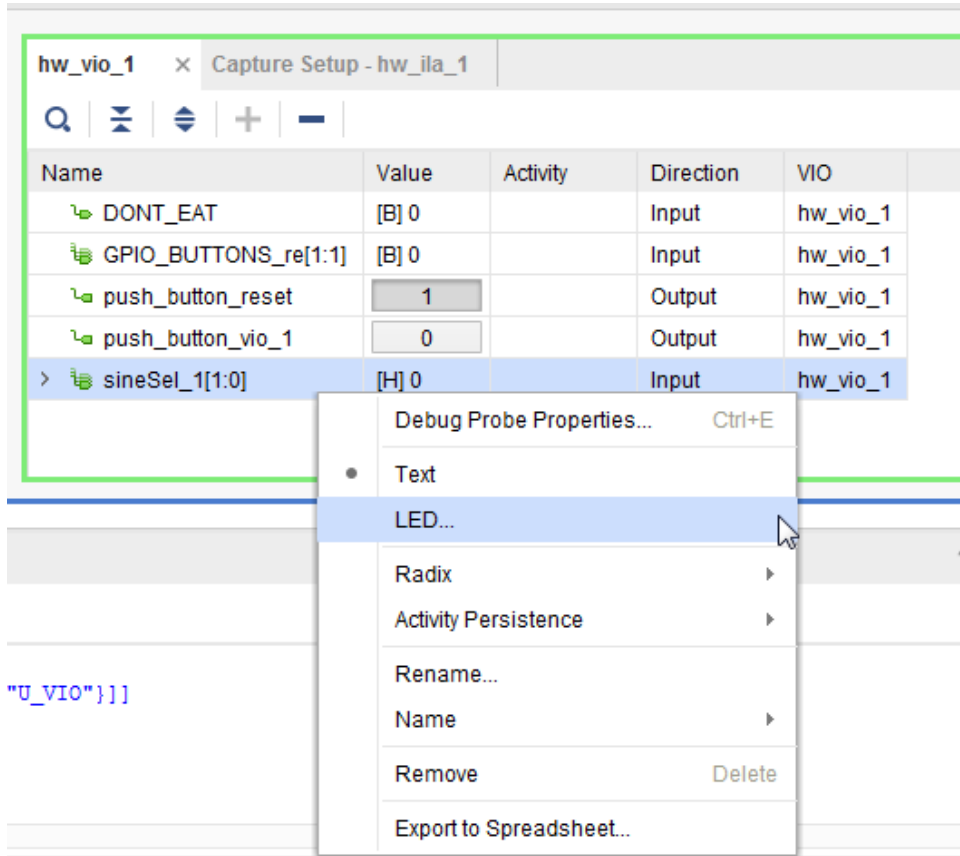 hw_vio_1 × Capture Setup - hw_ila_1
Name Value Activity Direction VIO
DONT_EAT [B] 0 Input hw_vio_1
GPIO_BUTTONS_re[1:1] [B] 0 Input hw_vio_1
push_button_reset 1 Output hw_vio_1
push_button_vio_1 0 Output hw_vio_1
> sineSel_1[1:0] [H] 0 Input hw_vio_1
Debug Probe Properties... Ctrl+E
Text
LED...
Radix
Activity Persistence
Rename...
"U_VIO"}]]
Name
Remove Delete
Export to Spreadsheet...